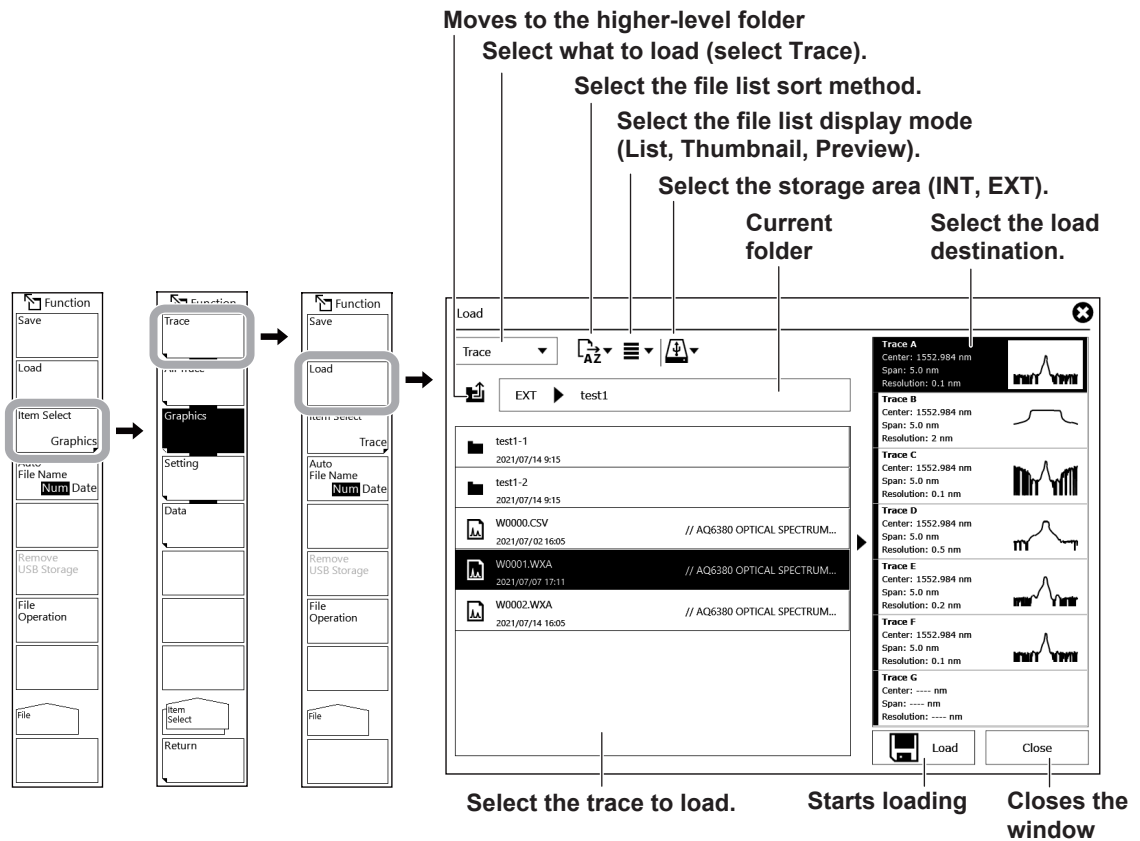 Moves to the higher-level folder
Select what to load (select Trace).
Select the file list sort method.
Select the file list display mode
(List, Thumbnail, Preview).
Select the storage area (INT, EXT).
Current
folder
Select the load
destination.
Function
Save
Load
Item Select
Graphics
Auto
File Name
Num Date
Remove
USB Storage
File
Operation
File
Function
Trace
All Trace
Graphics
Setting
Data
Item
Select
Return
Function
Save
Load
Item Select
Trace
Auto
File Name
Num Date
Remove
USB Storage
File
Operation
File
Load
Trace
AZ
EXT test1
test1-1
2021/07/14 9:15
test1-2
2021/07/14 9:15
W0000.CSV // AQ6380 OPTICAL SPECTRUM...
2021/07/02 16:05
W0001.WXA // AQ6380 OPTICAL SPECTRUM...
2021/07/07 17:11
W0002.WXA // AQ6380 OPTICAL SPECTRUM...
2021/07/14 16:05
Trace A
Center: 1552.984 nm
Span: 5.0 nm
Resolution: 0.1 nm
Trace B
Center: 1552.984 nm
Span: 5.0 nm
Resolution: 2 nm
Trace C
Center: 1552.984 nm
Span: 5.0 nm
Resolution: 0.1 nm
Trace D
Center: 1552.984 nm
Span: 5.0 nm
Resolution: 0.5 nm
Trace E
Center: 1552.984 nm
Span: 5.0 nm
Resolution: 0.2 nm
Trace F
Center: 1552.984 nm
Span: 5.0 nm
Resolution: 0.1 nm
Trace G
Center: ---- nm
Span: ---- nm
Resolution: ---- nm
Load
Close
Select the trace to load.
Starts loading
Closes the
window